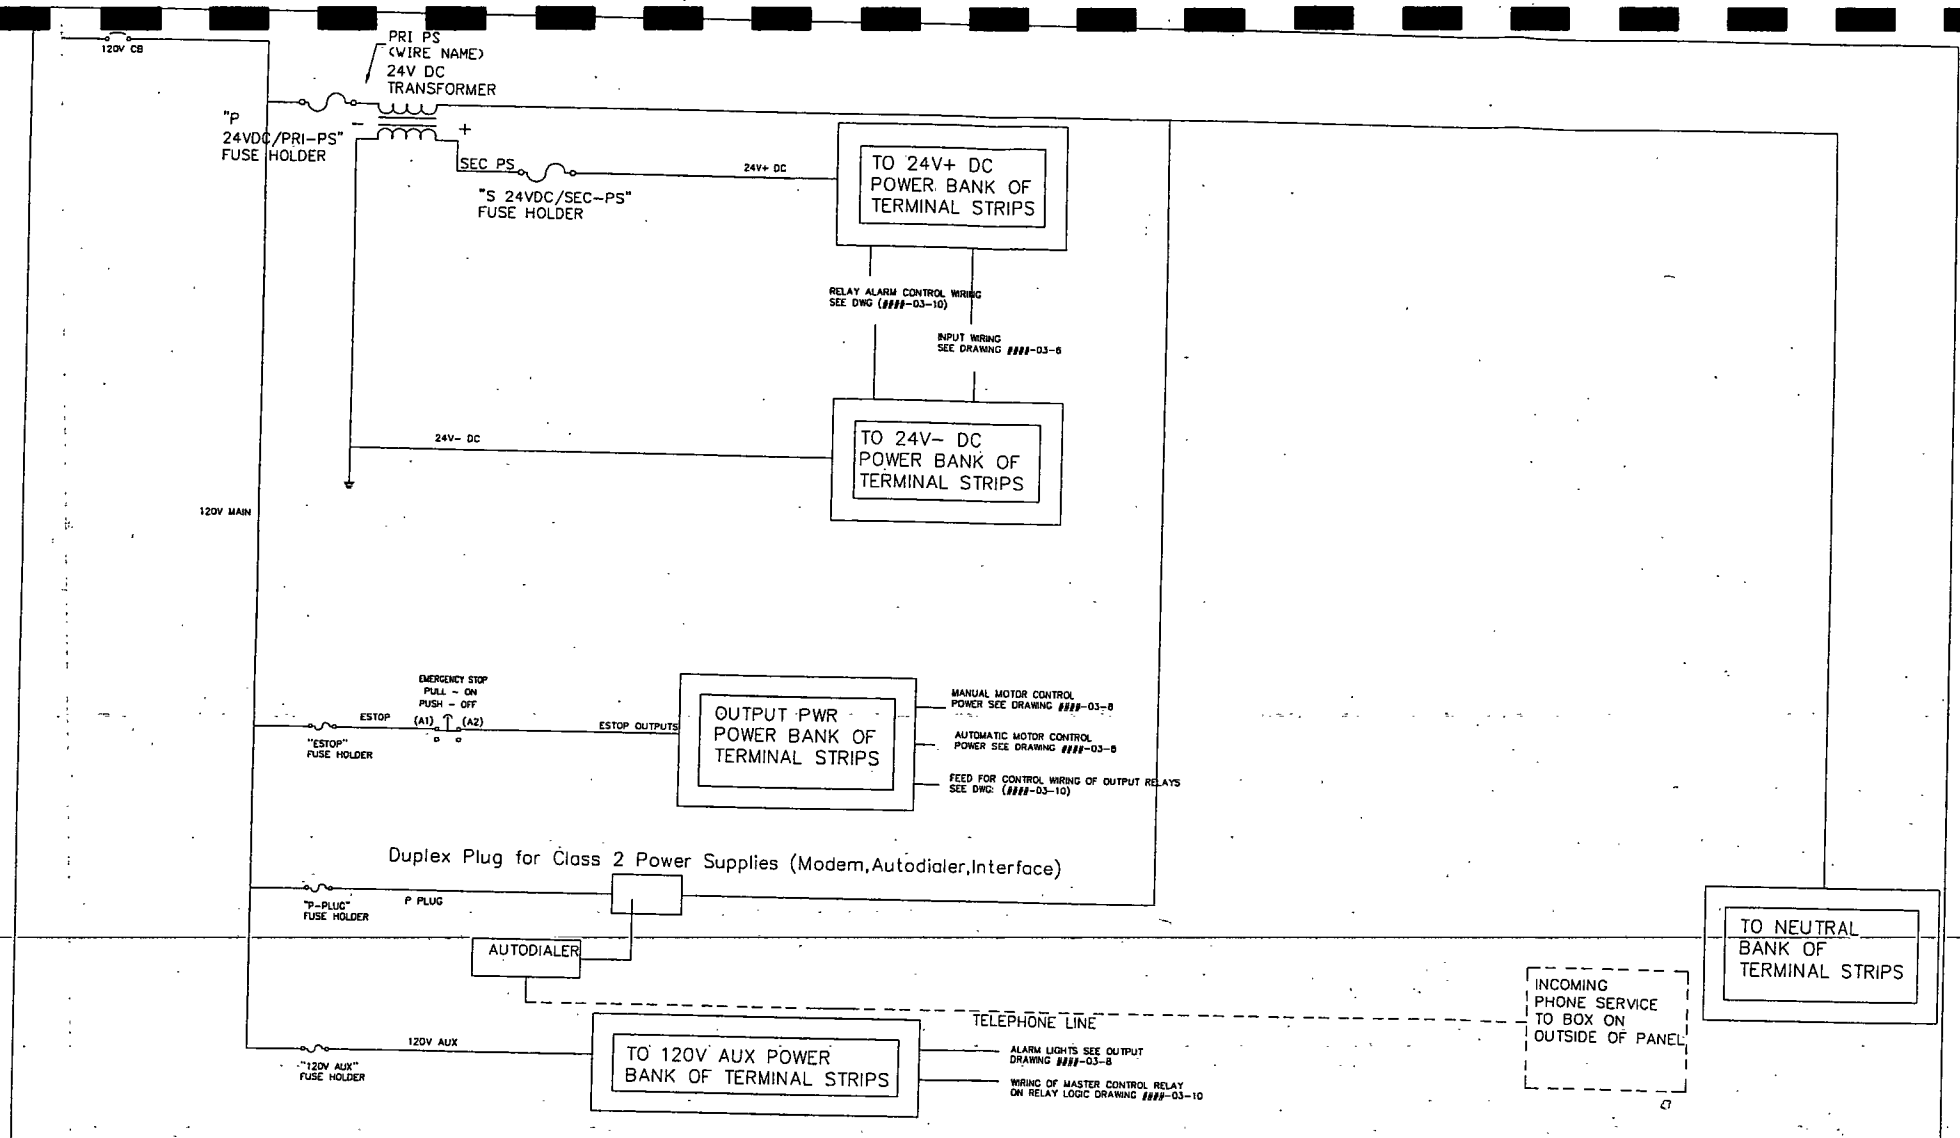 120V CB
PRI PS
(WIRE NAME)
24V DC
TRANSFORMER
"P
24VDC/PRI-PS"
FUSE HOLDER
-
+
SEC PS
"S 24VDC/SEC-PS"
FUSE HOLDER
24V+ DC
TO 24V+ DC
POWER BANK OF
TERMINAL STRIPS
RELAY ALARM CONTROL WIRING
SEE DWG (####-03-10)
INPUT WIRING
SEE DRAWING ####-03-6
24V- DC
TO 24V- DC
POWER BANK OF
TERMINAL STRIPS
120V MAIN
EMERGENCY STOP
PULL - ON
PUSH - OFF
ESTOP
(A1)
(A2)
"ESTOP"
FUSE HOLDER
ESTOP OUTPUTS
OUTPUT PWR
POWER BANK OF
TERMINAL STRIPS
MANUAL MOTOR CONTROL
POWER SEE DRAWING ####-03-8
AUTOMATIC MOTOR CONTROL
POWER SEE DRAWING ####-03-8
FEED FOR CONTROL WIRING OF OUTPUT RELAYS
SEE DWG: (####-03-10)
Duplex Plug for Class 2 Power Supplies (Modem,Autodialer,Interface)
"P-PLUG"
FUSE HOLDER
P PLUG
AUTODIALER
TO NEUTRAL
BANK OF
TERMINAL STRIPS
INCOMING
PHONE SERVICE
TO BOX ON
OUTSIDE OF PANEL
TELEPHONE LINE
120V AUX
"120V AUX"
FUSE HOLDER
TO 120V AUX POWER
BANK OF TERMINAL STRIPS
ALARM LIGHTS SEE OUTPUT
DRAWING ####-03-8
WIRING OF MASTER CONTROL RELAY
ON RELAY LOGIC DRAWING ####-03-10